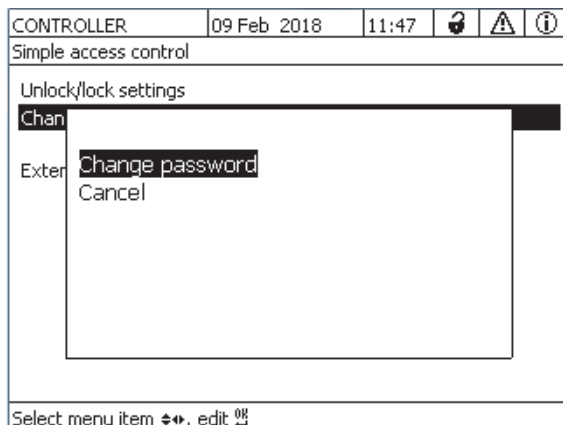 CONTROLLER 09 Feb 2018 11:47
Simple access control
Unlock/lock settings
Chan
Change password
Exter
Cancel
Select menu item , edit OK